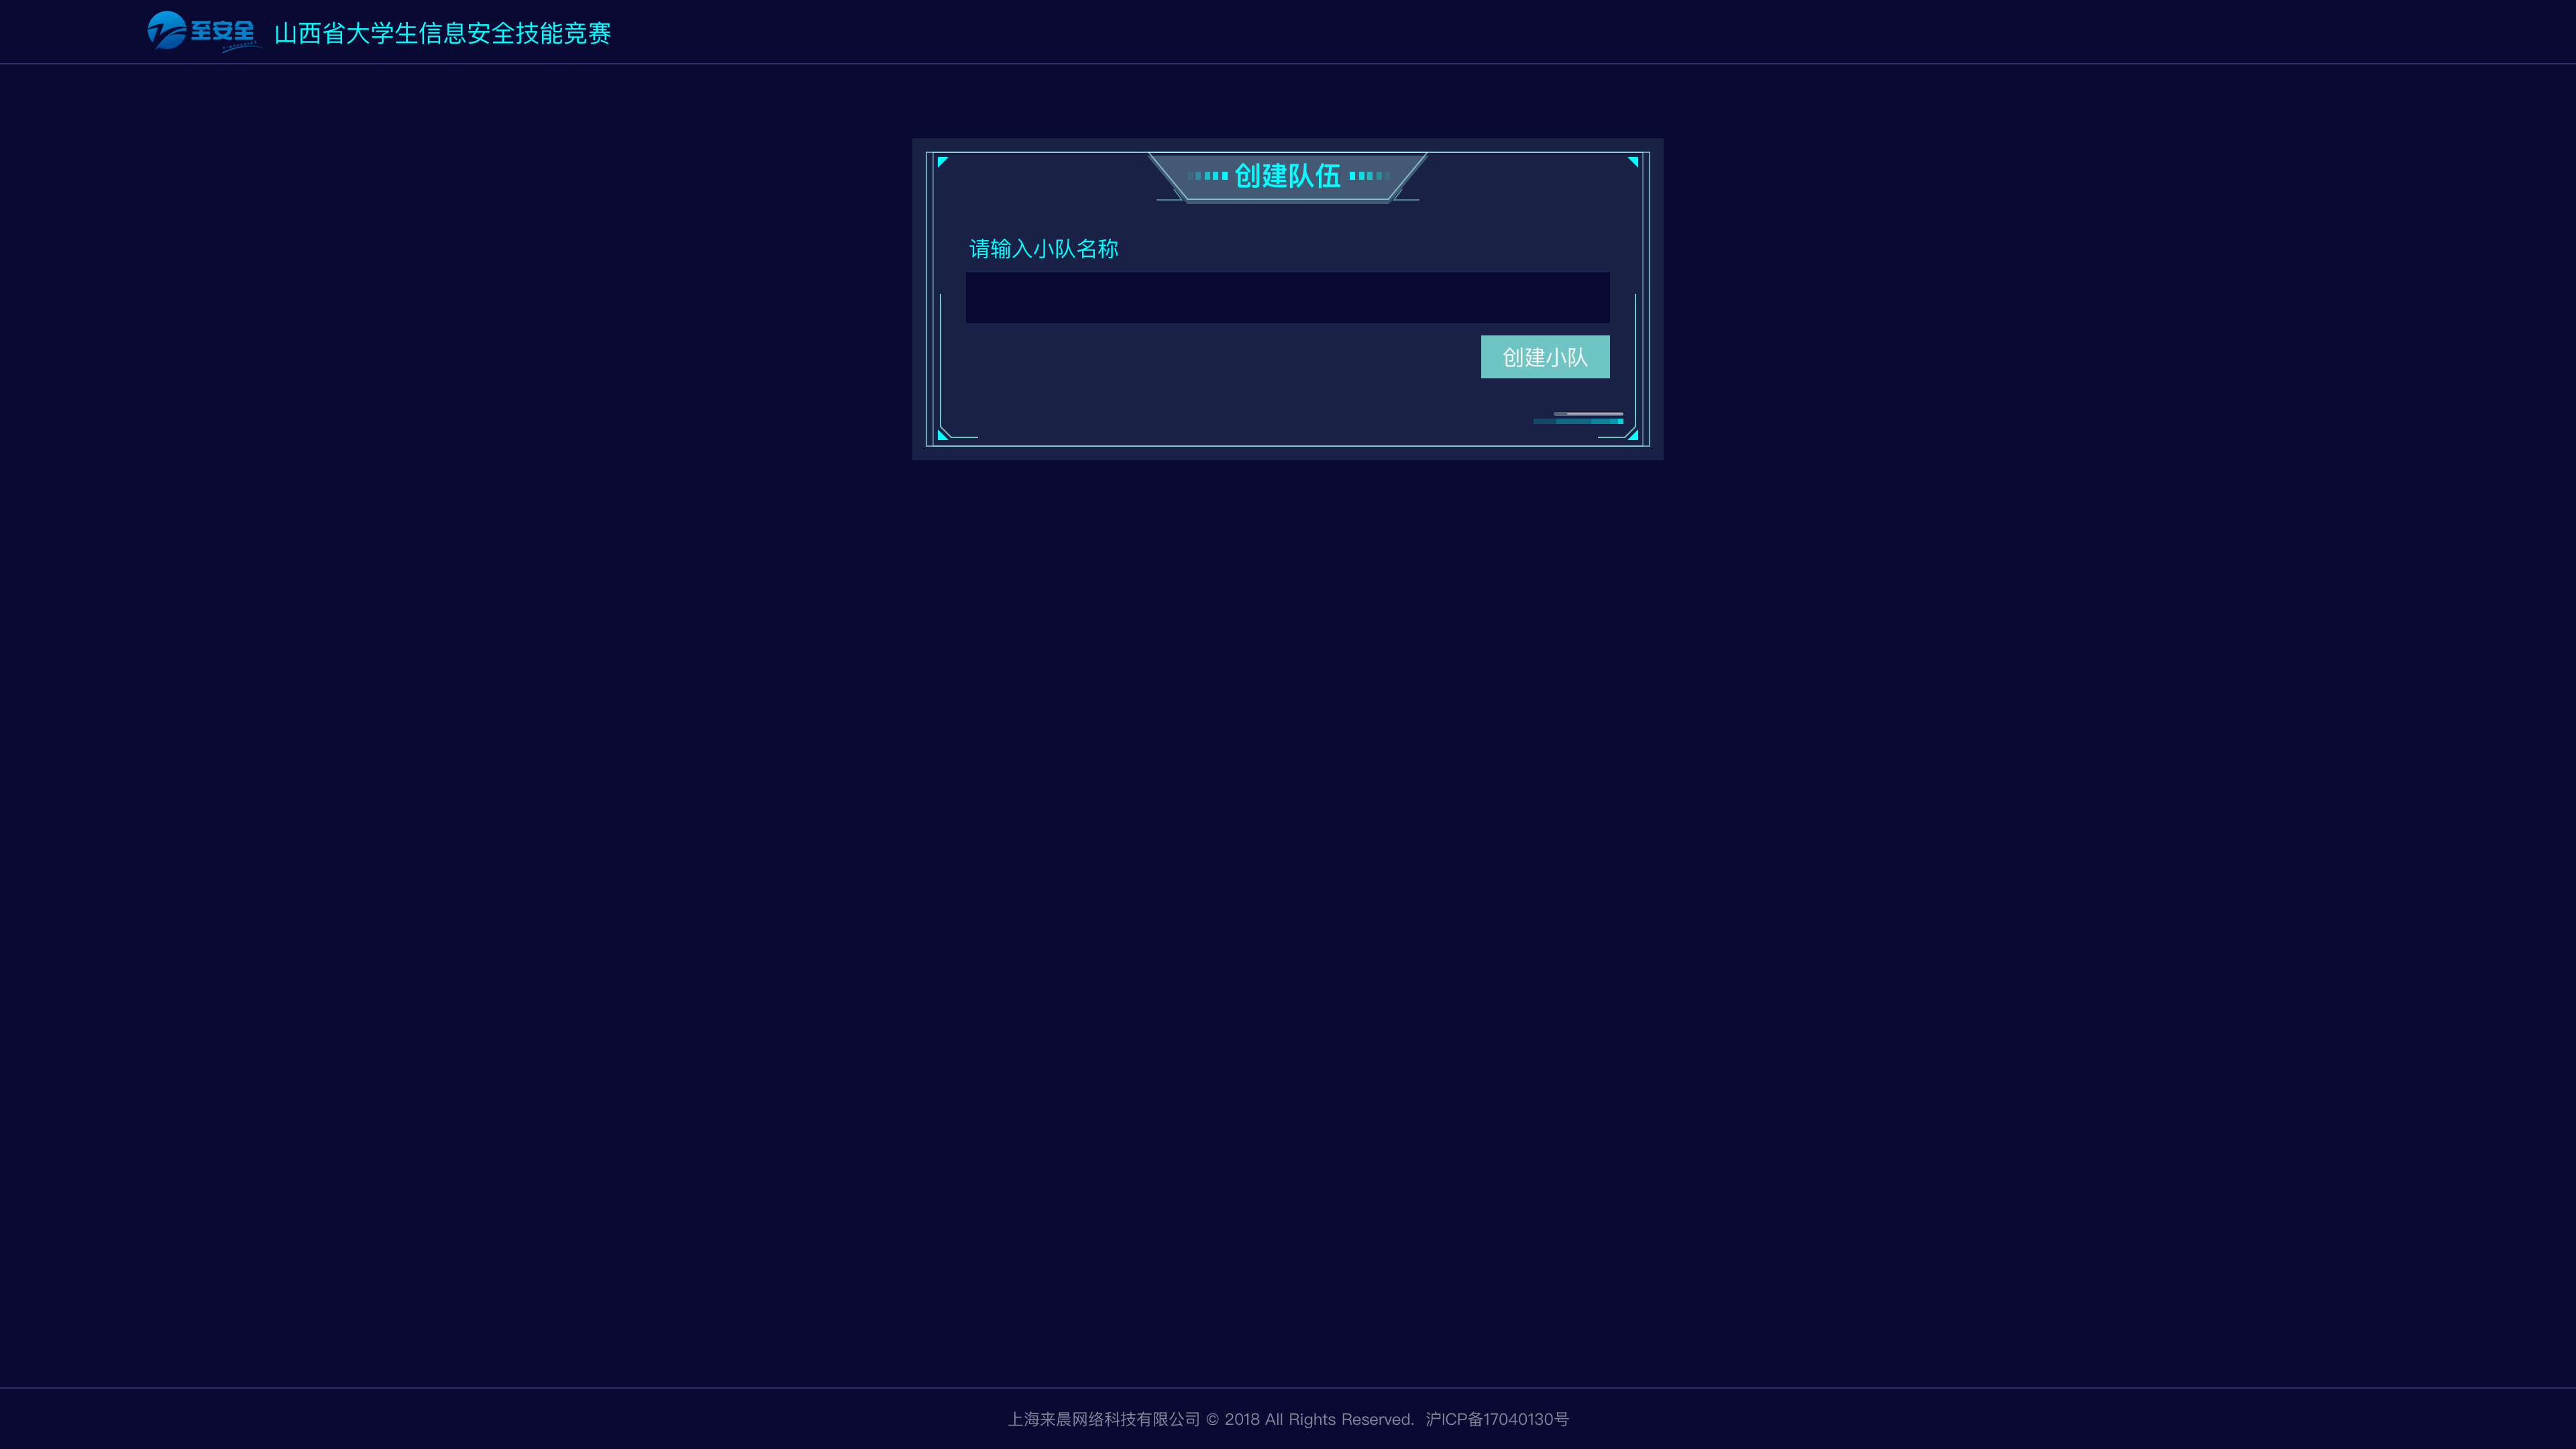 至安全
山西省大学生信息安全技能竞赛
创建队伍
请输入小队名称
创建小队
上海来晨网络科技有限公司 © 2018 All Rights Reserved. 沪ICP备17040130号